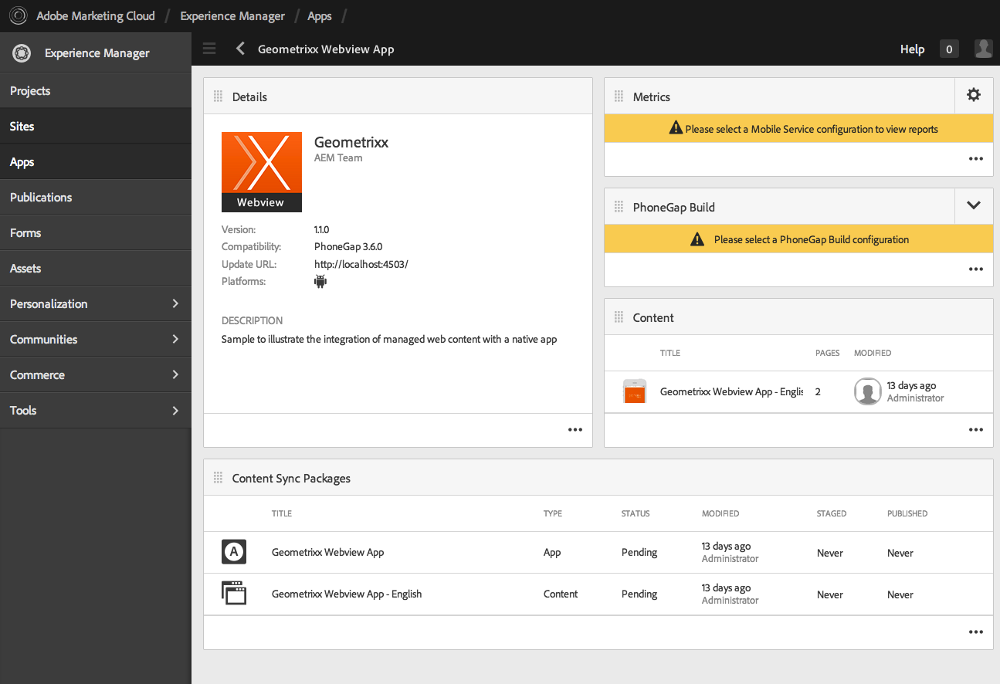 Adobe Marketing Cloud / Experience Manager / Apps /
Experience Manager
Projects
Sites
Apps
Publications
Forms
Assets
Personalization
Communities
Commerce
Tools
Geometrixx Webview App
Help 0
Details
Geometrixx
AEM Team
Webview
Version: 1.1.0
Compatibility: PhoneGap 3.6.0
Update URL: http://localhost:4503/
Platforms:
DESCRIPTION
Sample to illustrate the integration of managed web content with a native app
Metrics
Please select a Mobile Service configuration to view reports
PhoneGap Build
Please select a PhoneGap Build configuration
Content
TITLE PAGES MODIFIED
Geometrixx Webview App - Englis 2 13 days ago
Administrator
Content Sync Packages
TITLE TYPE STATUS MODIFIED STAGED PUBLISHED
A Geometrixx Webview App App Pending 13 days ago Never Never
Administrator
Geometrixx Webview App - English Content Pending 13 days ago Never Never
Administrator